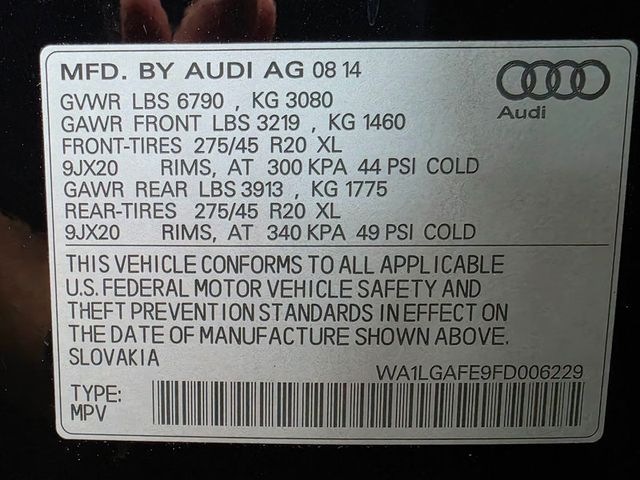 MFD. BY AUDI AG 08 14
Audi
GVWR LBS 6790 , KG 3080
GAWR FRONT LBS 3219 , KG 1460
FRONT-TIRES 275/45 R20 XL
9JX20 RIMS, AT 300 KPA 44 PSI COLD
GAWR REAR LBS 3913 , KG 1775
REAR-TIRES 275/45 R20 XL
9JX20 RIMS, AT 340 KPA 49 PSI COLD
THIS VEHICLE CONFORMS TO ALL APPLICABLE
U.S. FEDERAL MOTOR VEHICLE SAFETY AND
THEFT PREVENTION STANDARDS IN EFFECT ON
THE DATE OF MANUFACTURE SHOWN ABOVE.
SLOVAKIA
WA1LGAFE9FD006229
TYPE:
MPV